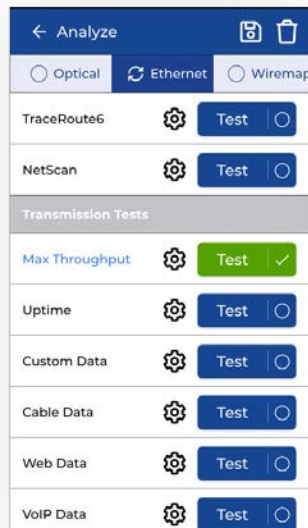 Analyze
Optical Ethernet Wiremap
TraceRoute6 Test
NetScan Test
Transmission Tests
Max Throughput Test
Uptime Test
Custom Data Test
Cable Data Test
Web Data Test
VoIP Data Test